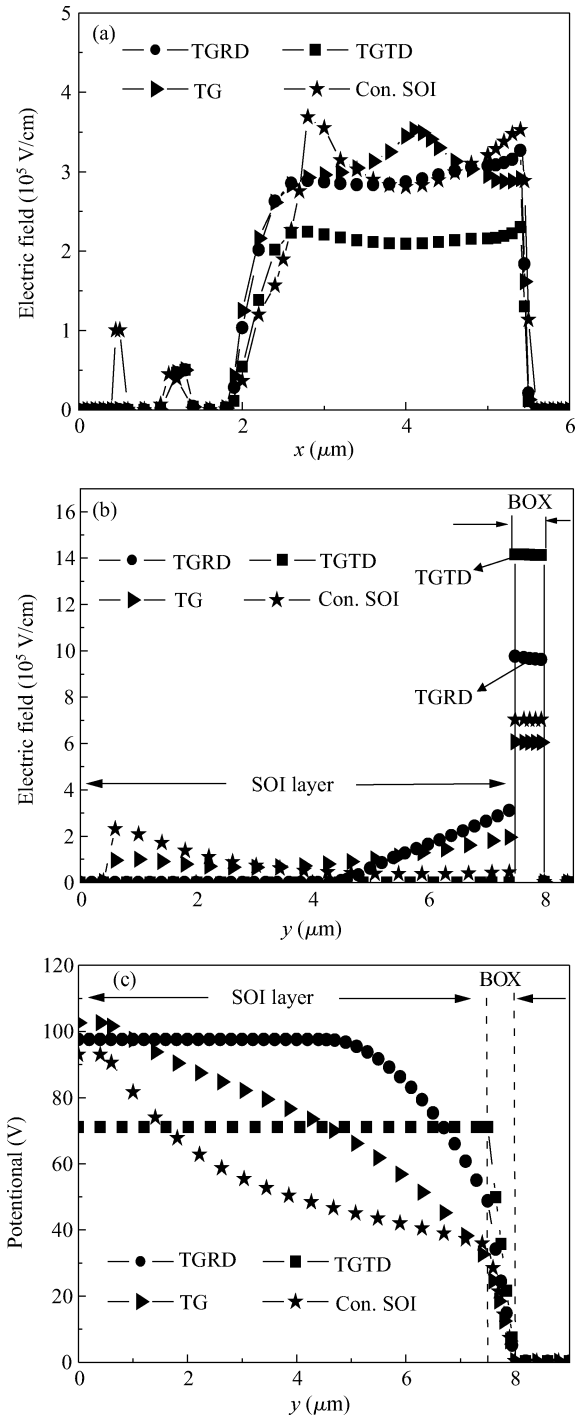 (a)
TGRD TGTD
TG Con. SOI
Electric field (10⁵ V/cm)
5
4
3
2
1
0
0 2 4 6
x (μm)
(b)
BOX
TGRD TGTD
TG Con. SOI
TGTD
TGRD
SOI layer
Electric field (10⁵ V/cm)
16
14
12
10
8
6
4
2
0
0 2 4 6 8
y (μm)
(c)
BOX
SOI layer
TGRD TGTD
TG Con. SOI
Potentional (V)
120
100
80
60
40
20
0
0 2 4 6 8
y (μm)